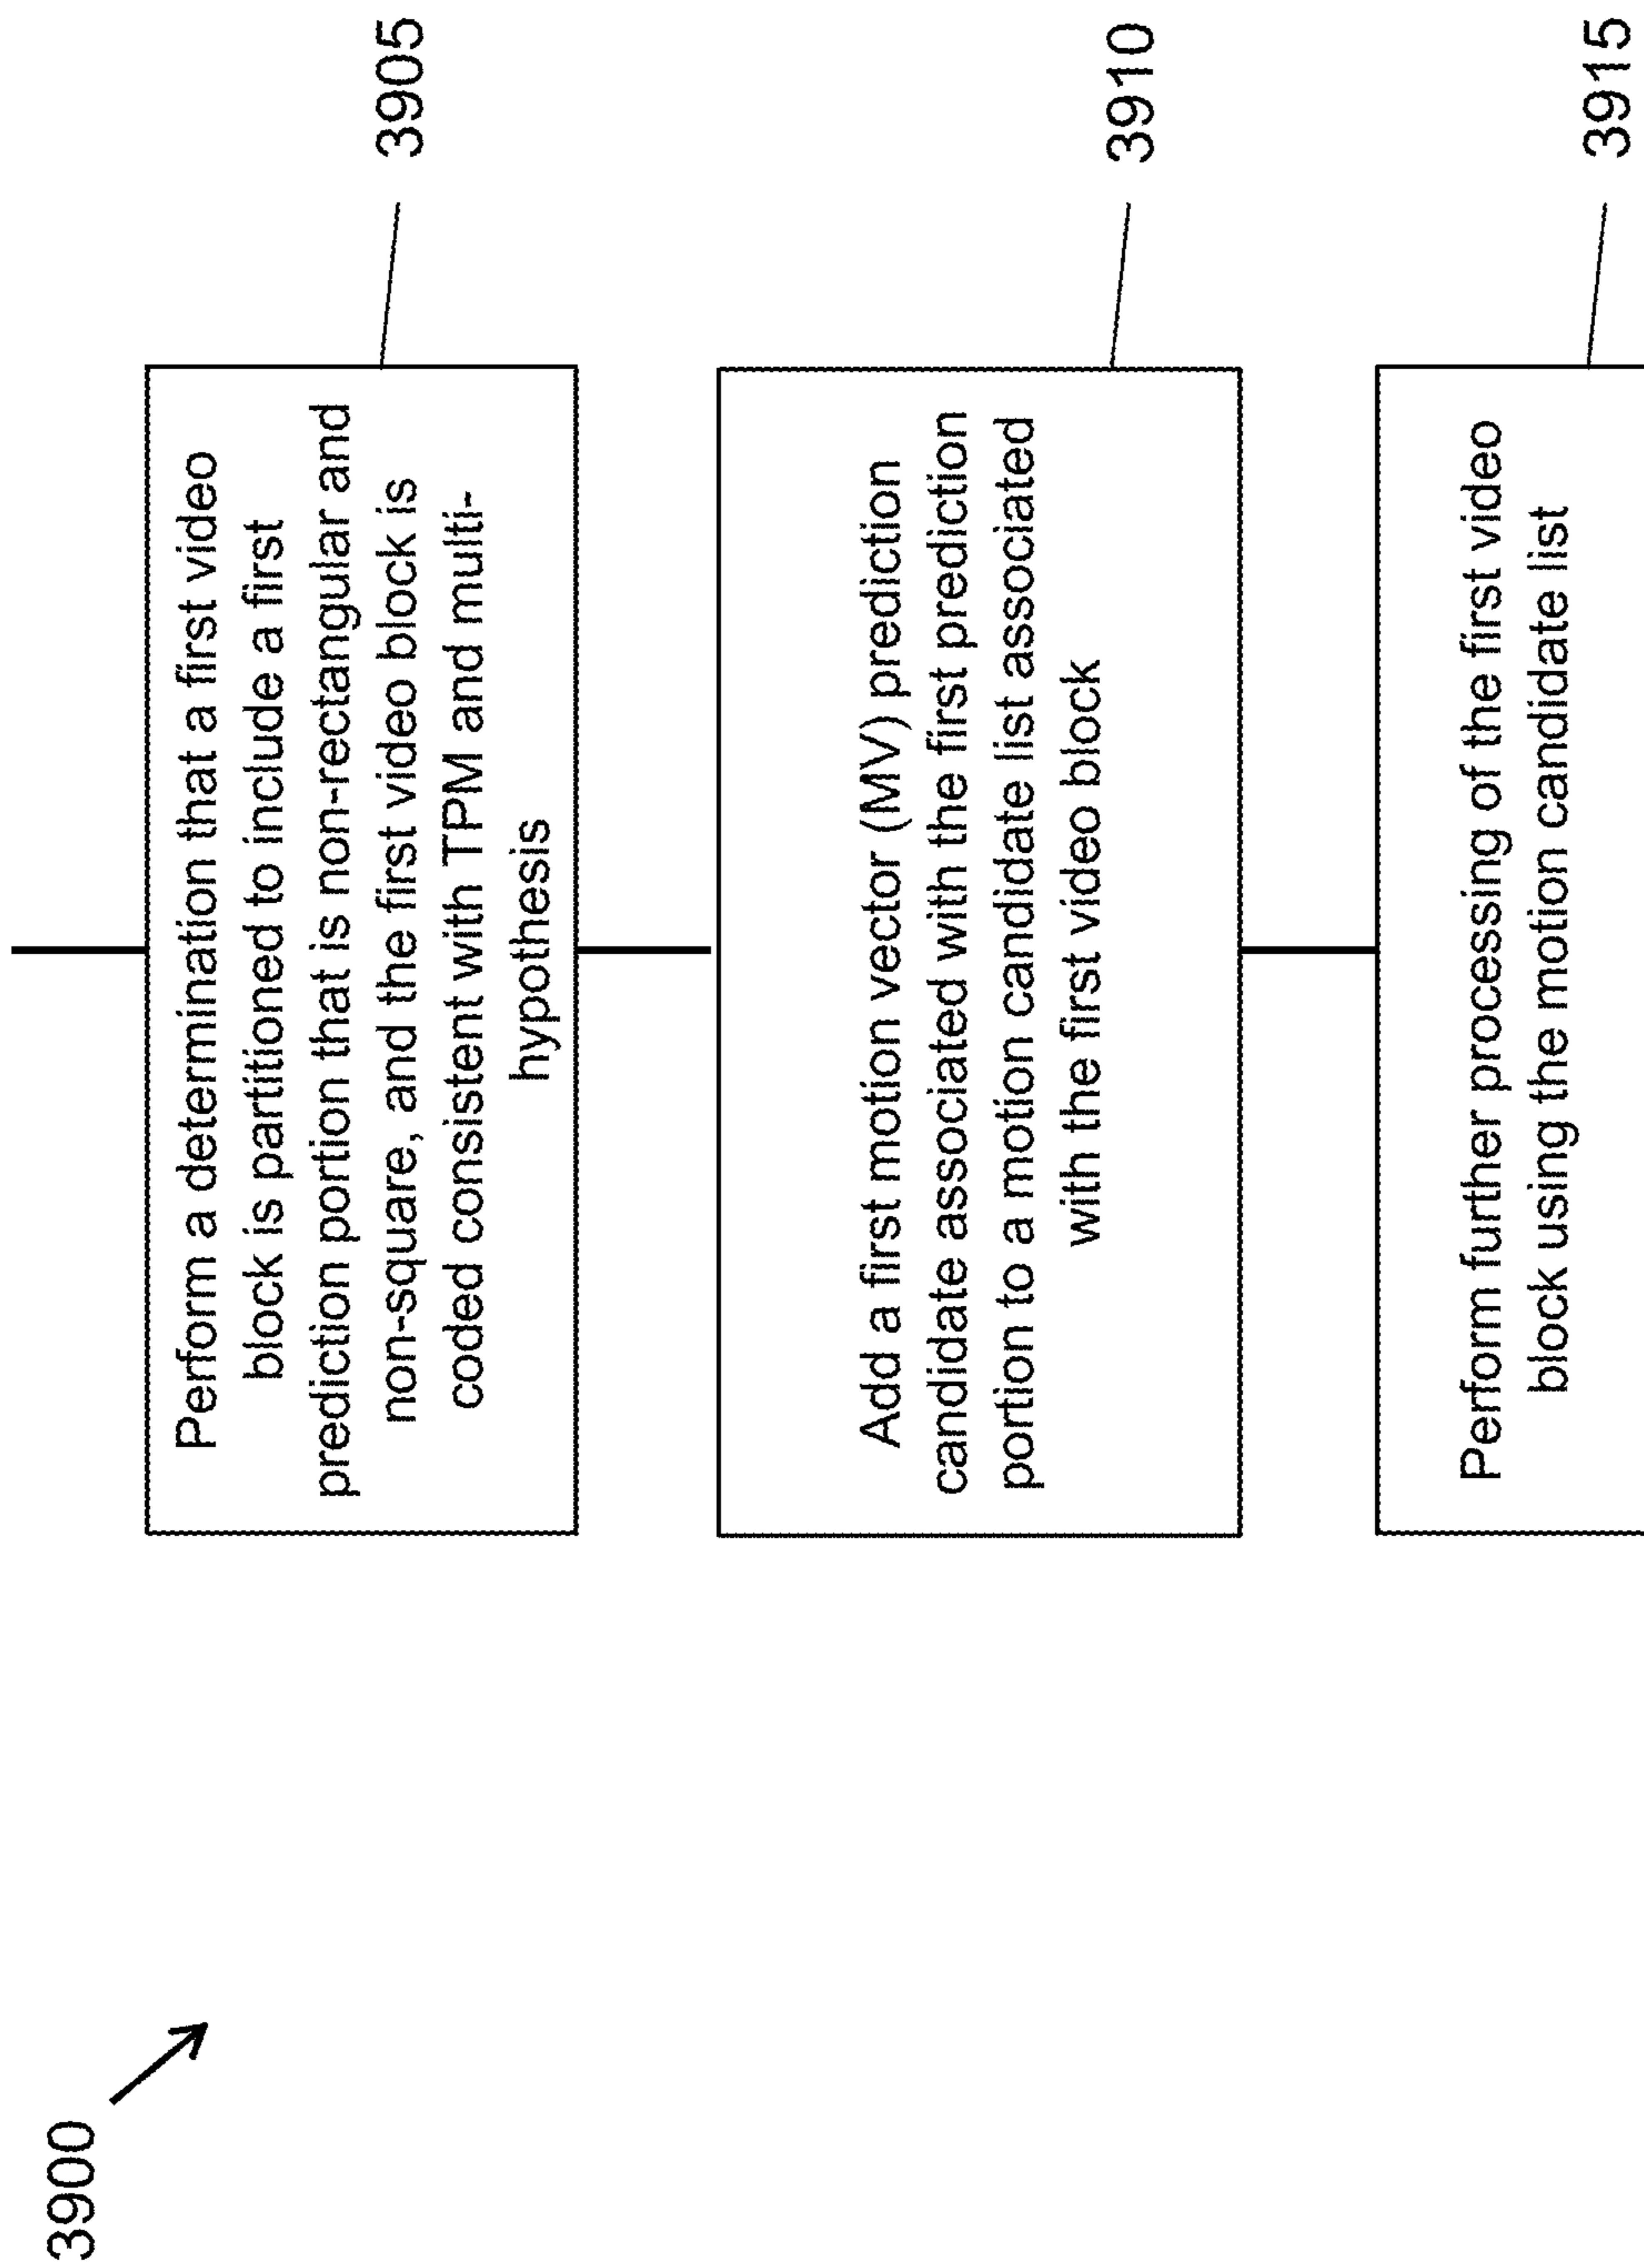 3900
Perform a determination that a first video
block is partitioned to include a first
prediction portion that is non-rectangular and
non-square, and the first video block is
coded consistent with TPM and multi-
hypothesis
3905
Add a first motion vector (MV) prediction
candidate associated with the first prediction
portion to a motion candidate list associated
with the first video block
3910
Perform further processing of the first video
block using the motion candidate list
3915